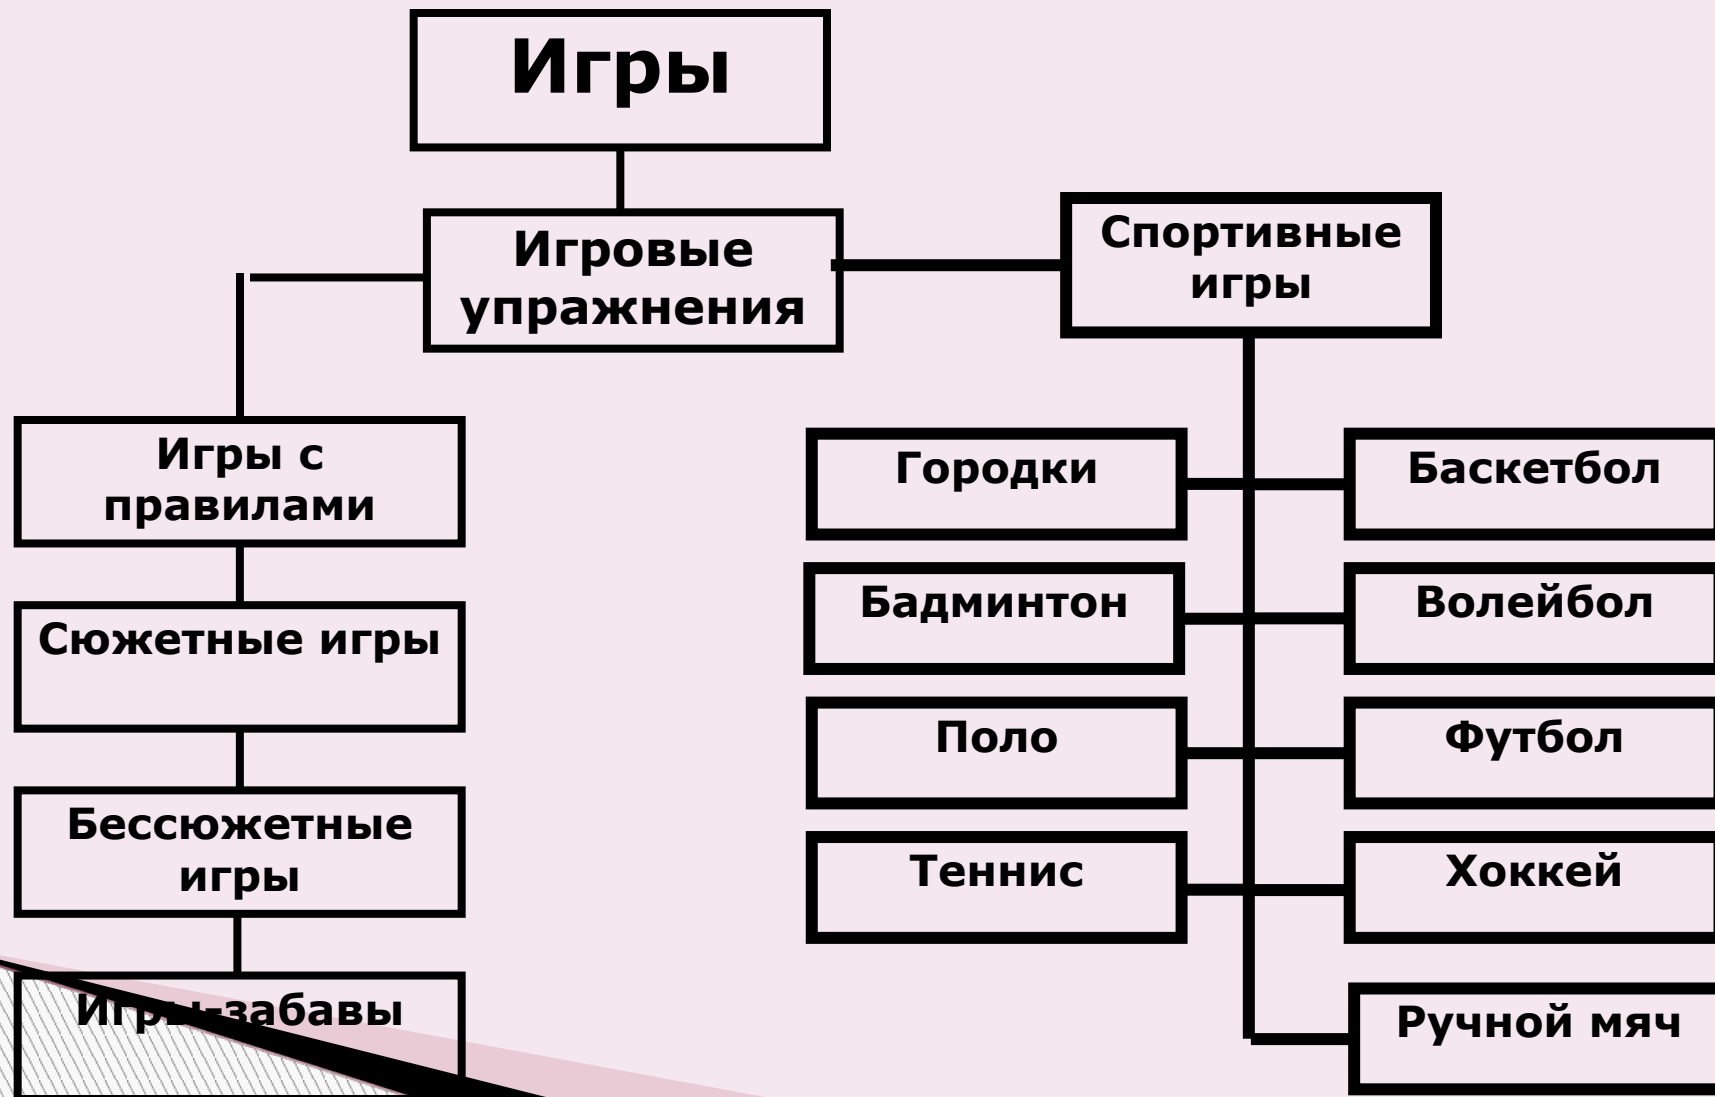 Игры
Игровые
упражнения
Спортивные
игры
Игры с
правилами
Сюжетные игры
Бессюжетные
игры
Игры-забавы
Городки
Баскетбол
Бадминтон
Волейбол
Поло
Футбол
Теннис
Хоккей
Ручной мяч